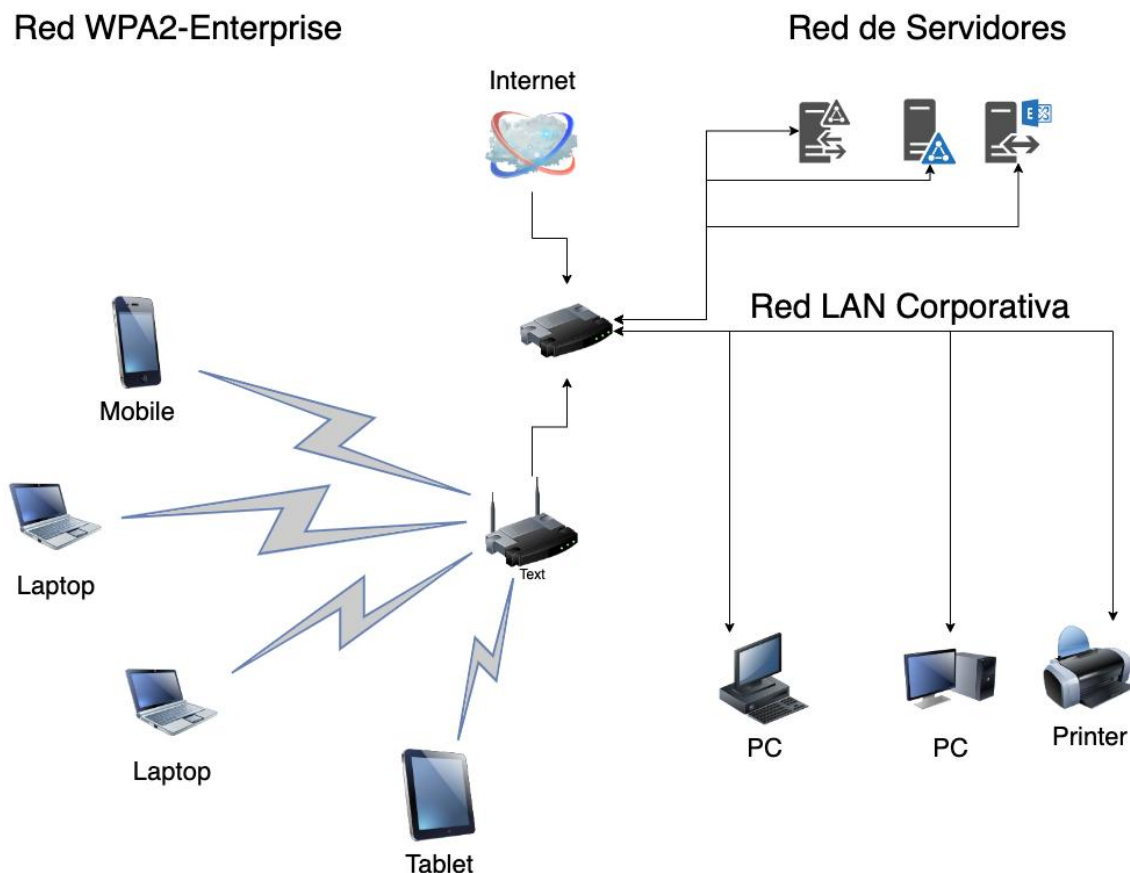 Red WPA2-Enterprise
Red de Servidores
Internet
E
Red LAN Corporativa
Mobile
Laptop
Text
Laptop
PC
PC
Printer
Tablet